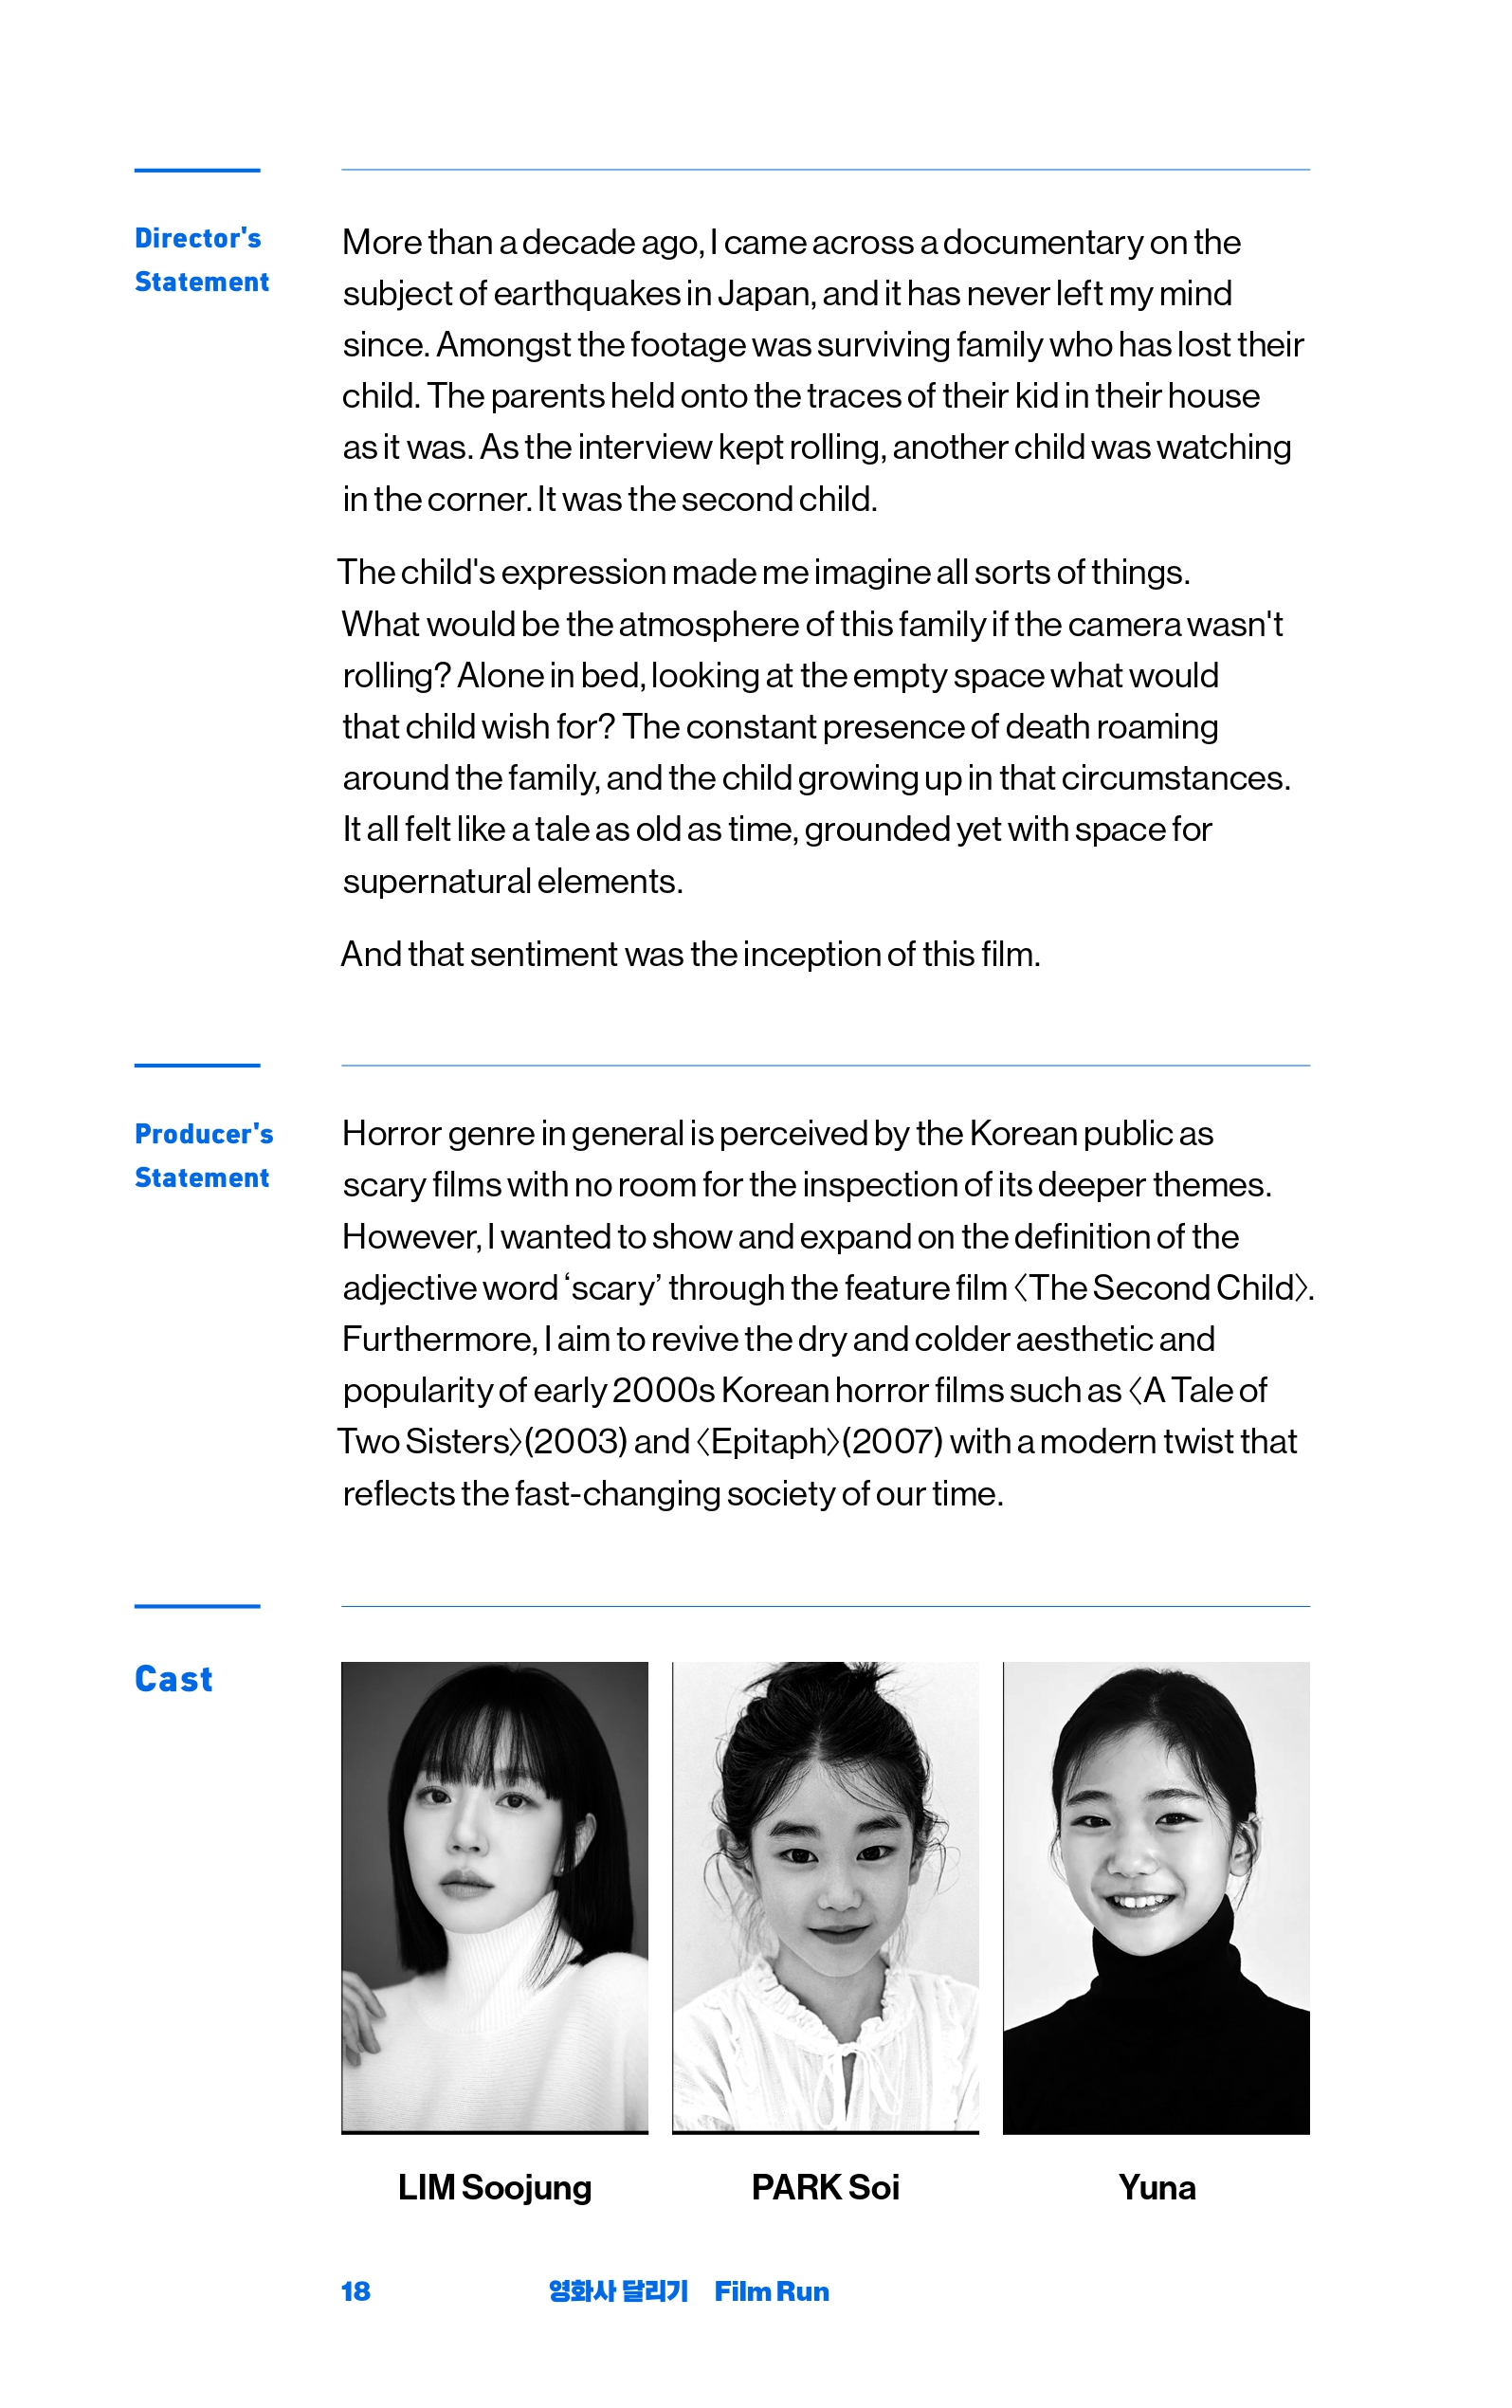 Director's
Statement
More than a decade ago, I came across a documentary on the
subject of earthquakes in Japan, and it has never left my mind
since. Amongst the footage was surviving family who has lost their
child. The parents held onto the traces of their kid in their house
as it was. As the interview kept rolling, another child was watching
in the corner. It was the second child.
The child's expression made me imagine all sorts of things.
What would be the atmosphere of this family if the camera wasn't
rolling? Alone in bed, looking at the empty space what would
that child wish for? The constant presence of death roaming
around the family, and the child growing up in that circumstances.
It all felt like a tale as old as time, grounded yet with space for
supernatural elements.
And that sentiment was the inception of this film.
Producer's
Statement
Horror genre in general is perceived by the Korean public as
scary films with no room for the inspection of its deeper themes.
However, I wanted to show and expand on the definition of the
adjective word ‘scary’ through the feature film 〈The Second Child〉.
Furthermore, I aim to revive the dry and colder aesthetic and
popularity of early 2000s Korean horror films such as 〈A Tale of
Two Sisters〉(2003) and 〈Epitaph〉(2007) with a modern twist that
reflects the fast-changing society of our time.
Cast
LIM Soojung
PARK Soi
Yuna
18
영화사 달리기 Film Run